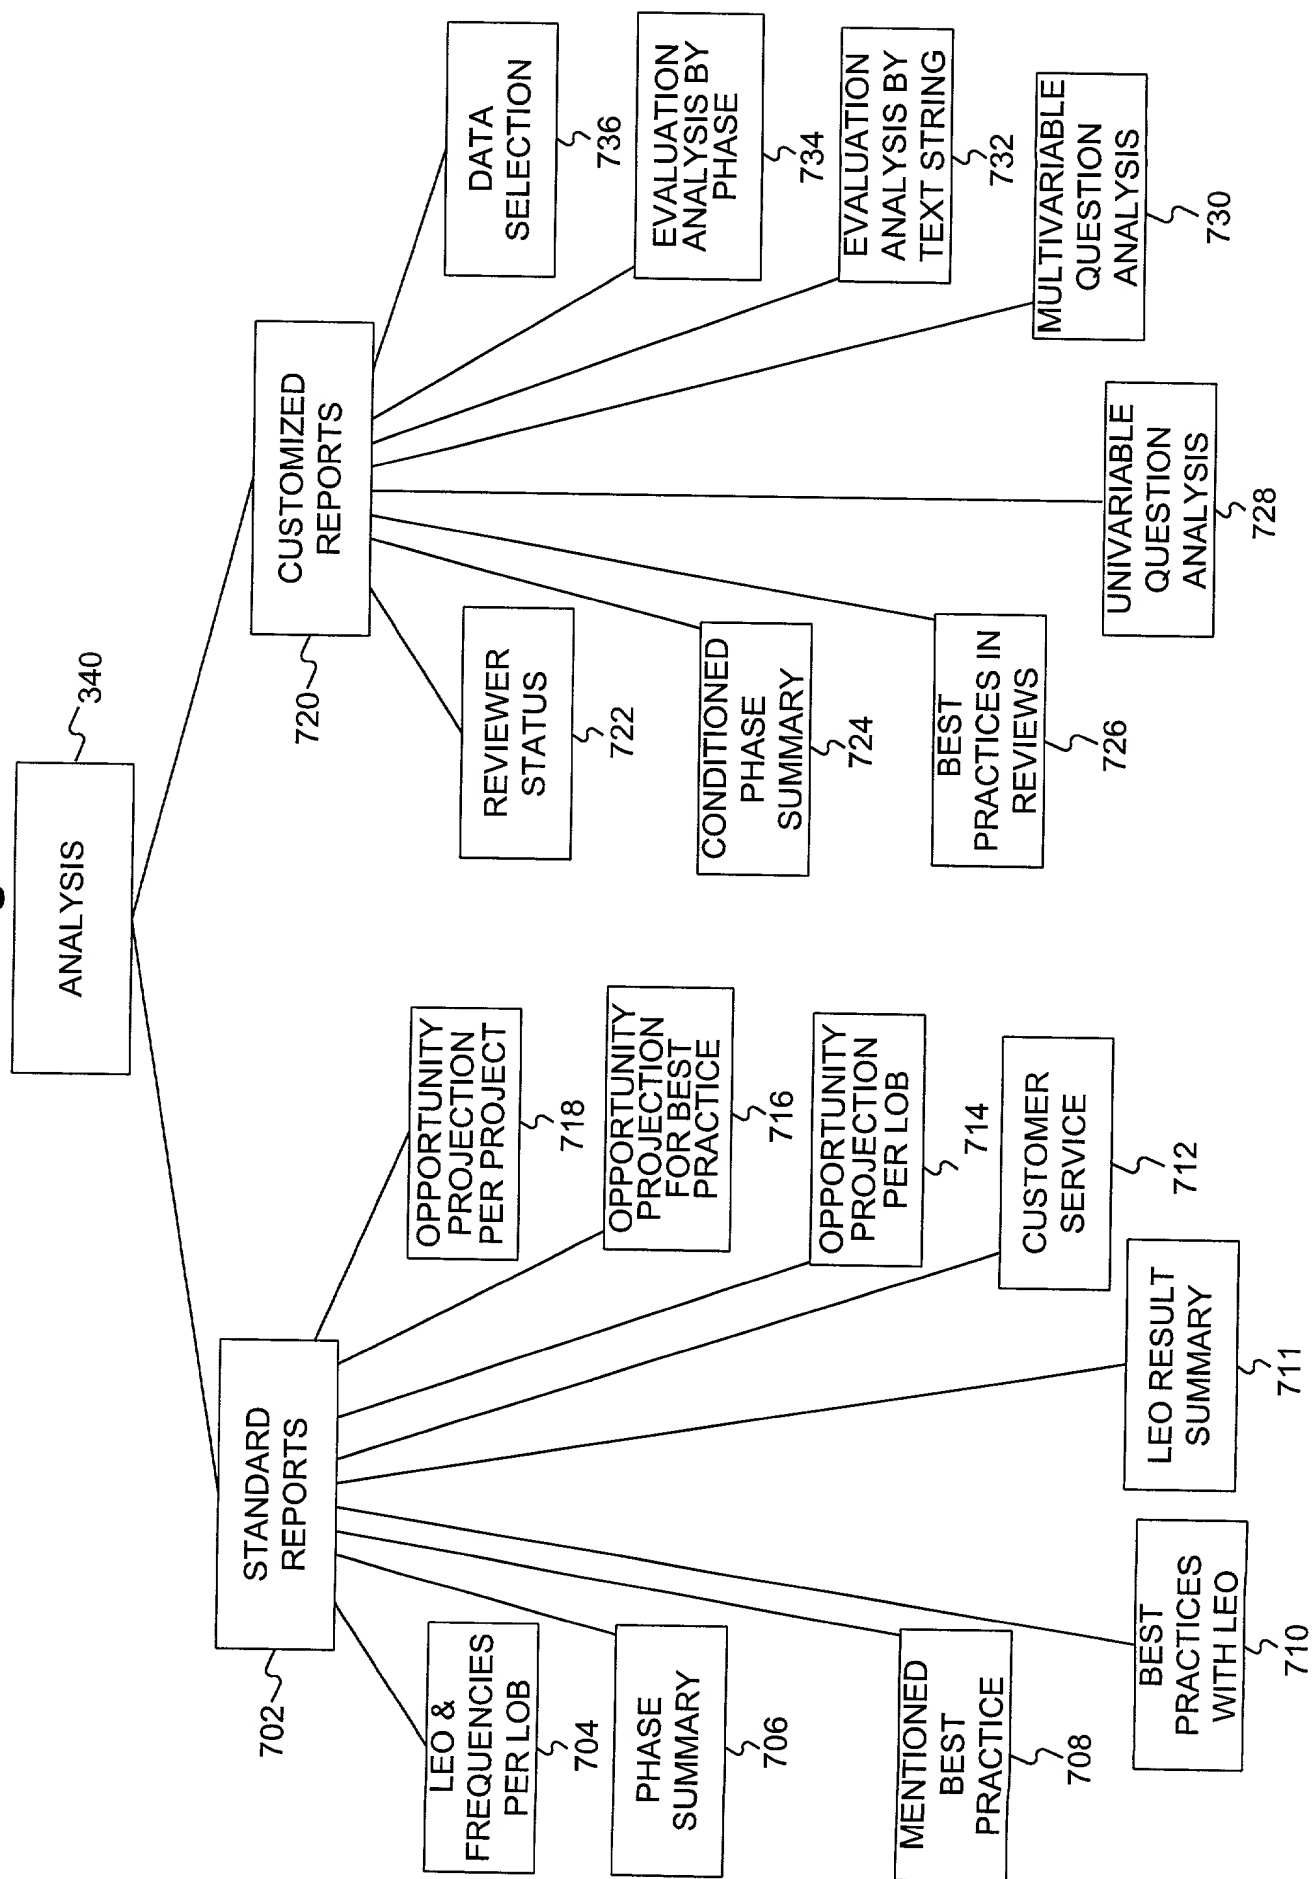 ANALYSIS
340
STANDARD
REPORTS
702
CUSTOMIZED
REPORTS
720
LEO &
FREQUENCIES
PER LOB
704
PHASE
SUMMARY
706
MENTIONED
BEST
PRACTICE
708
BEST
PRACTICES
WITH LEO
710
LEO RESULT
SUMMARY
711
CUSTOMER
SERVICE
712
OPPORTUNITY
PROJECTION
PER LOB
714
OPPORTUNITY
PROJECTION
FOR BEST
PRACTICE
716
OPPORTUNITY
PROJECTION
PER PROJECT
718
REVIEWER
STATUS
722
CONDITIONED
PHASE
SUMMARY
724
BEST
PRACTICES IN
REVIEWS
726
UNIVARIABLE
QUESTION
ANALYSIS
728
MULTIVARIABLE
QUESTION
ANALYSIS
730
EVALUATION
ANALYSIS BY
TEXT STRING
732
EVALUATION
ANALYSIS BY
PHASE
734
DATA
SELECTION
736